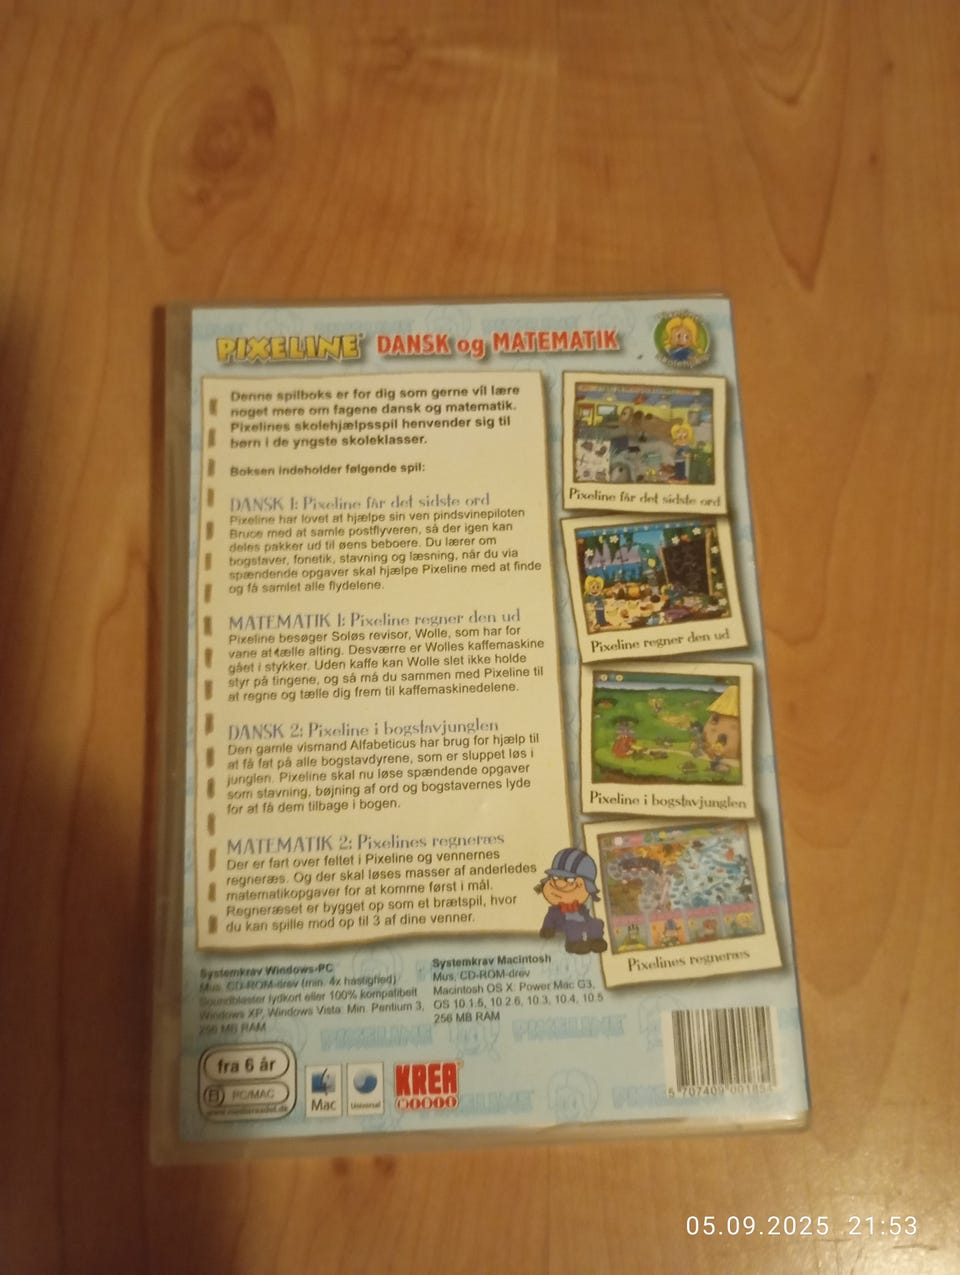 PIXELINE® DANSK og MATEMATIK
Denne spilboks er for dig som gerne vil lære
noget mere om fagene dansk og matematik.
Pixelines skolehjælpsspil henvender sig til
børn i de yngste skoleklasser.
Boksen indeholder følgende spil:
DANSK 1: Pixeline får det sidste ord
Pixeline har lovet at hjælpe sin ven pindsvinepiloten
Bruce med at samle postflyveren, så der igen kan
deles pakker ud til øens beboere. Du lærer om
bogstaver, fonetik, stavning og læsning, når du via
spændende opgaver skal hjælpe Pixeline med at finde
og få samlet alle flydelene.
MATEMATIK 1: Pixeline regner den ud
Pixeline besøger Soløs revisor, Wolle, som har for
vane at tælle alting. Desværre er Wolles kaffemaskine
gået i stykker. Uden kaffe kan Wolle slet ikke holde
styr på tingene, og så må du sammen med Pixeline til
at regne og tælle dig frem til kaffemaskinedelene.
DANSK 2: Pixeline i bogstavjunglen
Den gamle vismand Alfabeticus har brug for hjælp til
at få fat på alle bogstavdyrene, som er sluppet løs i
junglen. Pixeline skal nu løse spændende opgaver
som stavning, bøjning af ord og bogstavernes lyde
for at få dem tilbage i bogen.
MATEMATIK 2: Pixelines regneræs
Der er fart over feltet i Pixeline og vennernes
regneræs. Og der skal løses masser af anderledes
matematikopgaver for at komme først i mål.
Regneræset er bygget op som et brætspil, hvor
du kan spille mod op til 3 af dine venner.
Pixeline får det sidste ord
Pixeline regner den ud
Pixeline i bogstavjunglen
Pixelines regneræs
Systemkrav Windows-PC
Mus, CD-ROM-drev (min. 4x hastighed)
Soundblaster lydkort eller 100% kompatibelt
Windows XP, Windows Vista: Min. Pentium 3,
256 MB RAM
Systemkrav Macintosh
Mus, CD-ROM-drev
Macintosh OS X: Power Mac G3,
OS 10.1.5, 10.2.6, 10.3, 10.4, 10.5
256 MB RAM
fra 6 år
PC/MAC
Mac
Universal
KREA
5 707409 001854
05.09.2025 21:53